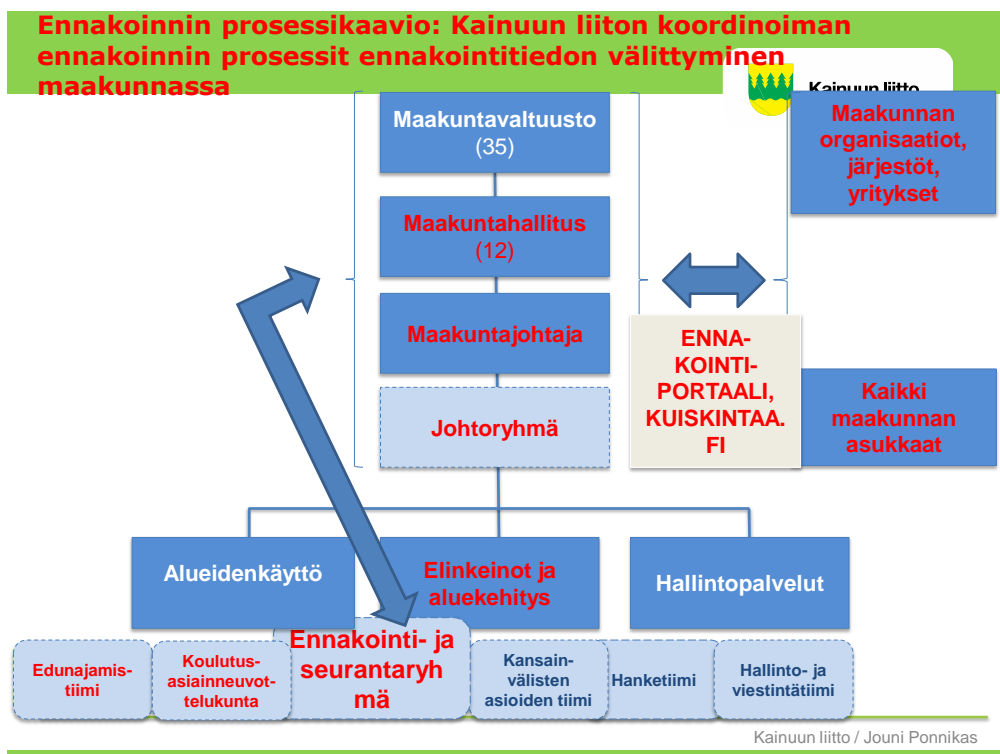 Ennakoinnin prosessikaavio: Kainuun liiton koordinoiman
ennakoinnin prosessit ennakointitiedon välittyminen
maakunnassa
Kainuun liitto
Maakuntavaltuusto
(35)
Maakunnan
organisaatiot,
järjestöt,
yritykset
Maakuntahallitus
(12)
Maakuntajohtaja
ENNA-
KOINTI-
PORTAALI,
KUISKINTAA.
FI
Johtoryhmä
Kaikki
maakunnan
asukkaat
Alueidenkäyttö
Elinkeinot ja
aluekehitys
Hallintopalvelut
Edunajamis-
tiimi
Koulutus-
asiainneuvot-
telukunta
Ennakointi- ja
seurantaryh
mä
Kansain-
välisten
asioiden tiimi
Hanketiimi
Hallinto- ja
viestintätiimi
Kainuun liitto / Jouni Ponnikas